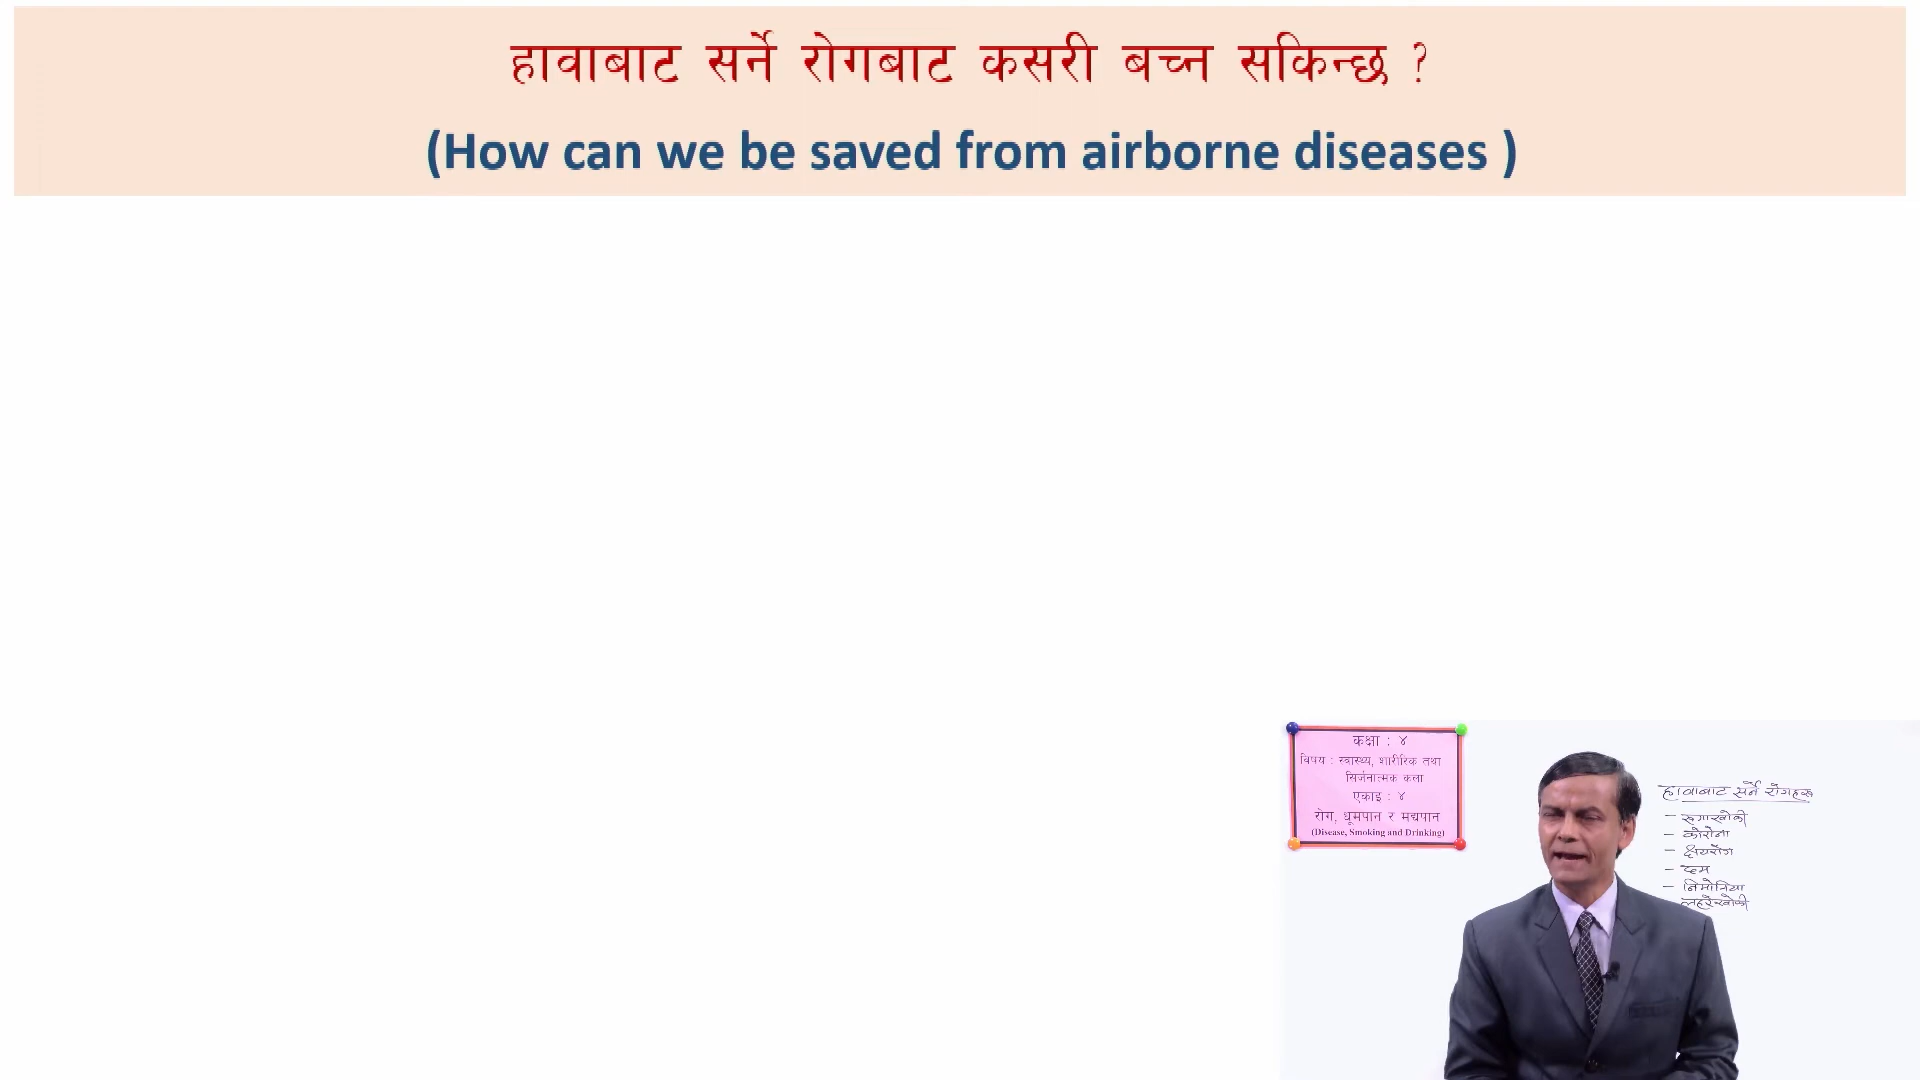 हावाबाट सर्ने रोगबाट कसरी बच्न सकिन्छ ?
(How can we be saved from airborne diseases )
कक्षा : ४
विषय : स्वास्थ्य, शारीरिक तथा
सिर्जनात्मक कला
एकाइ : ४
रोग, धूमपान र मद्यपान
(Disease, Smoking and Drinking)
हावाबाट सर्ने रोगहरू
- रुगाखोकी
- कोरोना
- क्षयरोग
- दम
- निमोनिया
लहरेखोकी